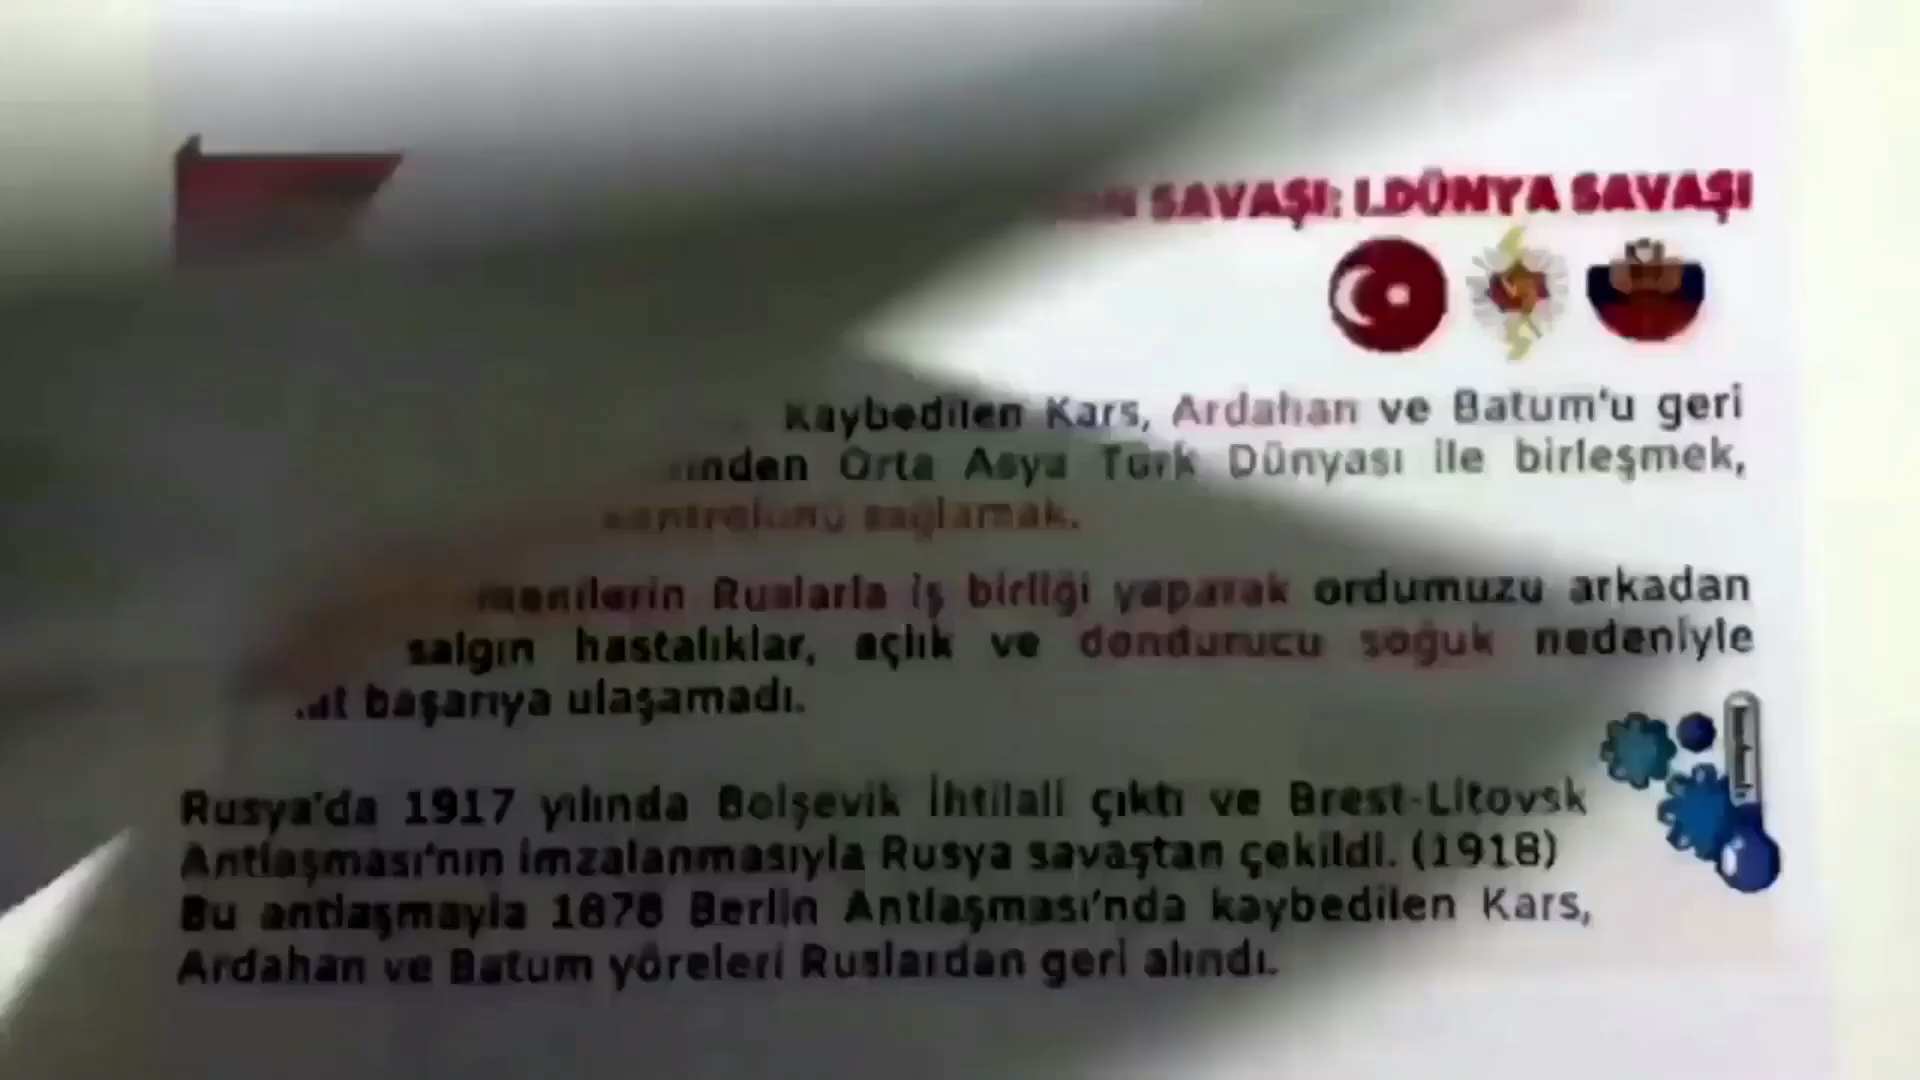 SAVAŞI: I.DÜNYA SAVAŞI
Kaybedilen Kars, Ardahan ve Batum'u geri
Orta Asya Türk Dünyası ile birleşmek,
sağlamak.
Ruslarla iş birliği yaparak ordumuzu arkadan
salgın hastalıklar, açlık ve dondurucu soğuk nedeniyle
başarıya ulaşamadı.
Rusya'da 1917 yılında Bolşevik İhtilali çıktı ve Brest-Litovsk
Antlaşması'nın imzalanmasıyla Rusya savaştan çekildi. (1918)
Bu antlaşmayla 1878 Berlin Antlaşması'nda kaybedilen Kars,
Ardahan ve Batum yöreleri Ruslardan geri alındı.